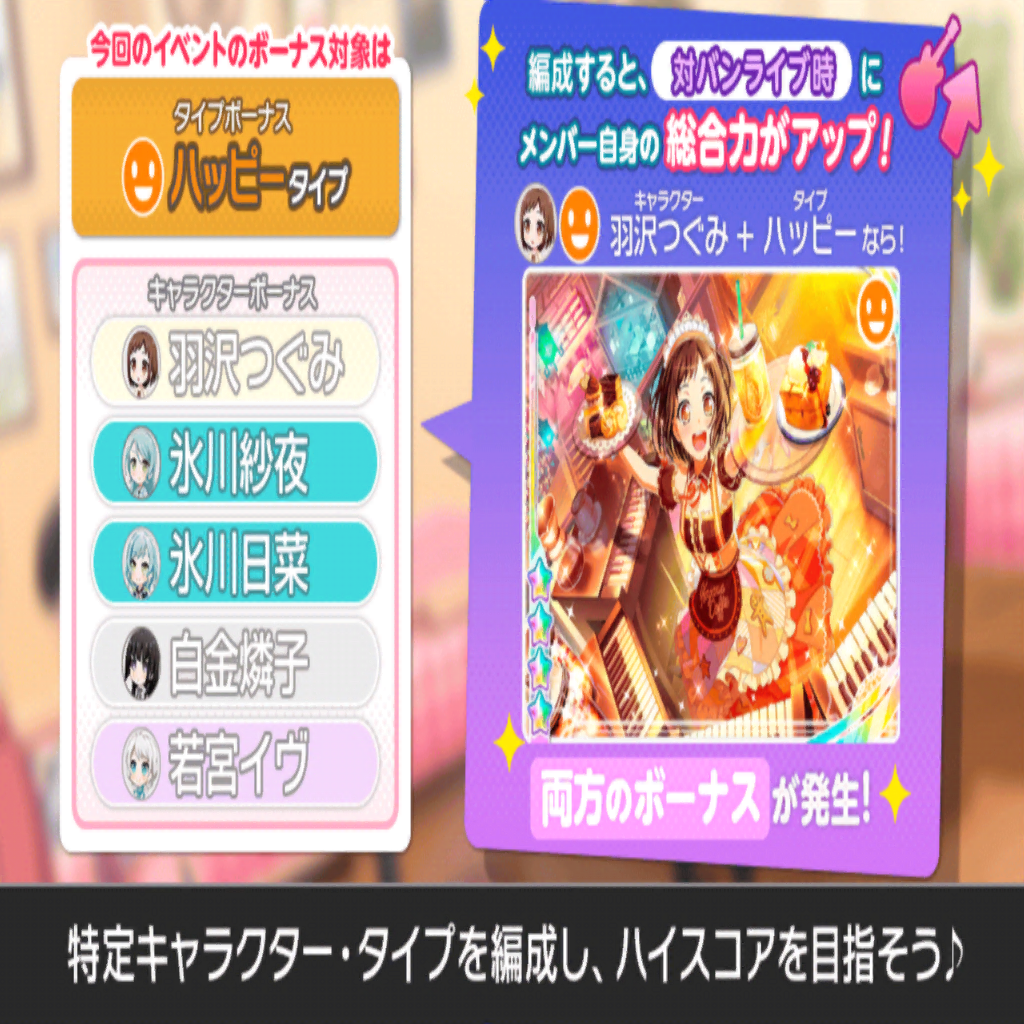 今回のイベントのボーナス対象は
タイプボーナス
ハッピータイプ
キャラクターボーナス
羽沢つぐみ
氷川紗夜
氷川日菜
白金燐子
若宮イヴ
編成すると、対バンライブ時に
メンバー自身の総合力がアップ!
キャラクター タイプ
羽沢つぐみ + ハッピーなら!
両方のボーナスが発生!
特定キャラクター・タイプを編成し、ハイスコアを目指そう♪